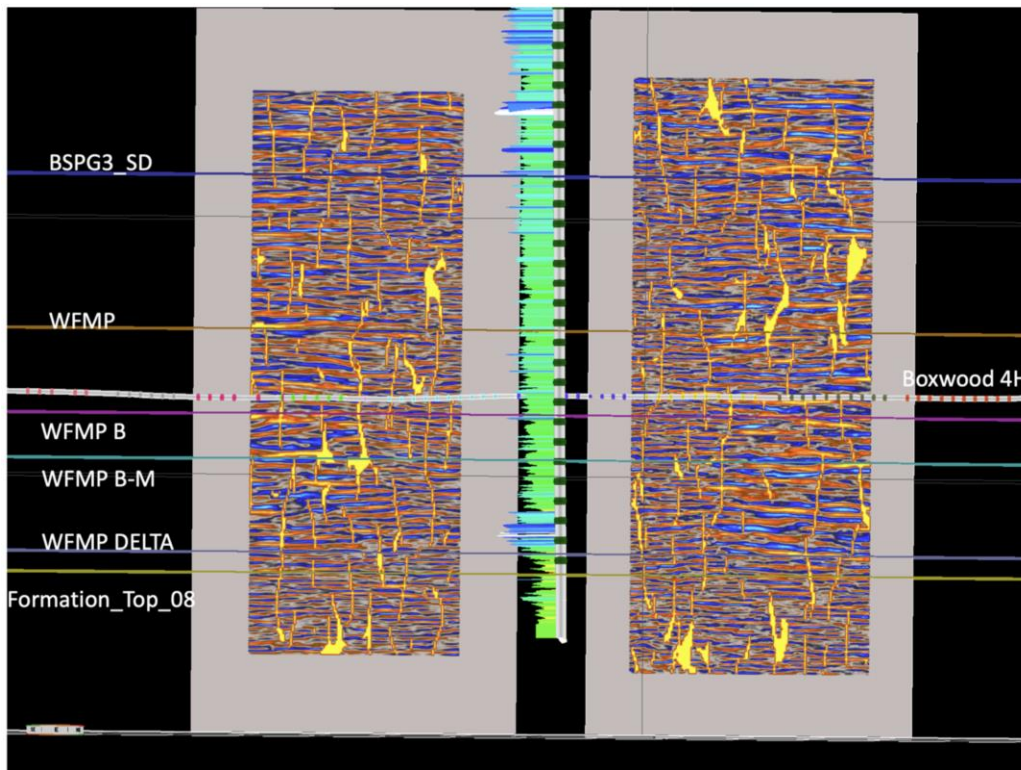 BSPG3_SD
WFMP
Boxwood 4H
WFMP B
WFMP B-M
WFMP DELTA
Formation_Top_08